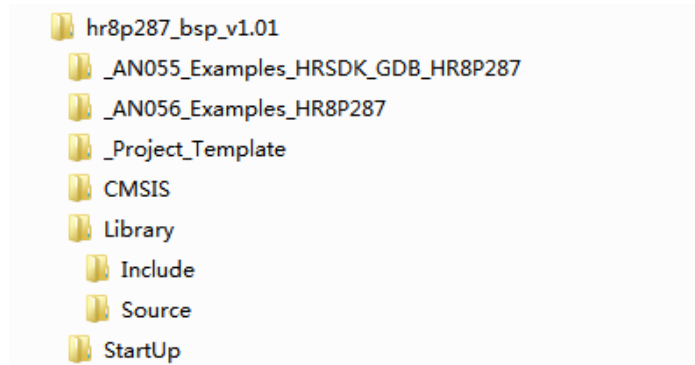 hr8p287_bsp_v1.01
_AN055_Examples_HRSDK_GDB_HR8P287
_AN056_Examples_HR8P287
_Project_Template
CMSIS
Library
Include
Source
StartUp